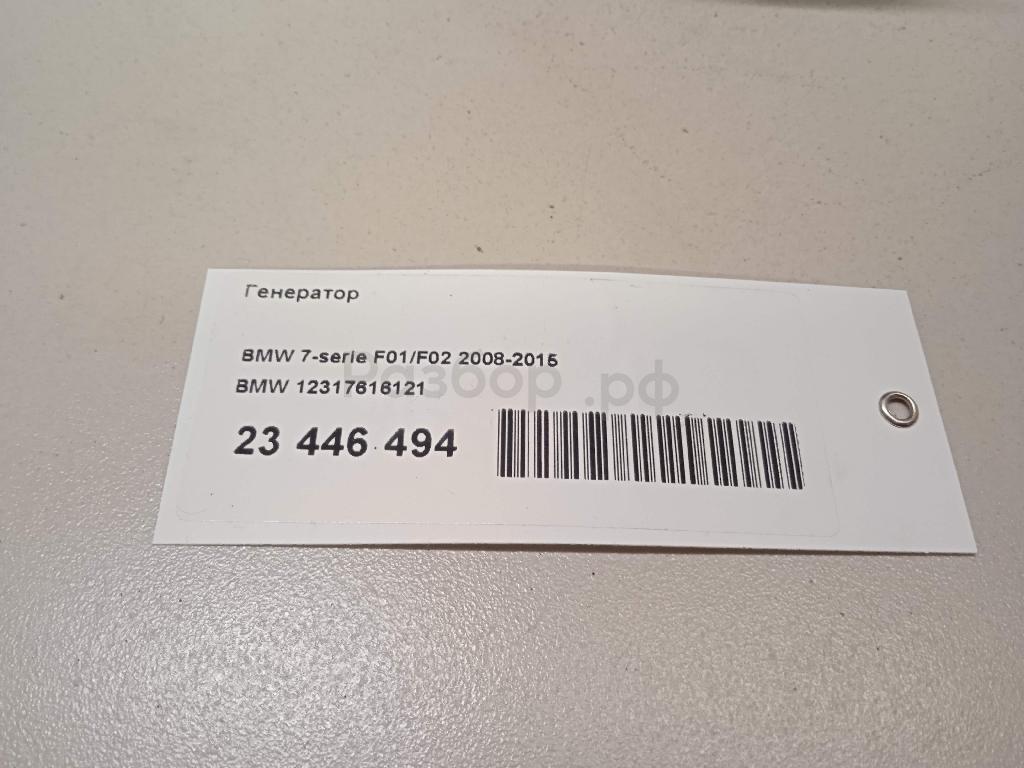 Генератор
BMW 7-serie F01/F02 2008-2015
BMW 12317616121
Разбор.рф
23 446 494